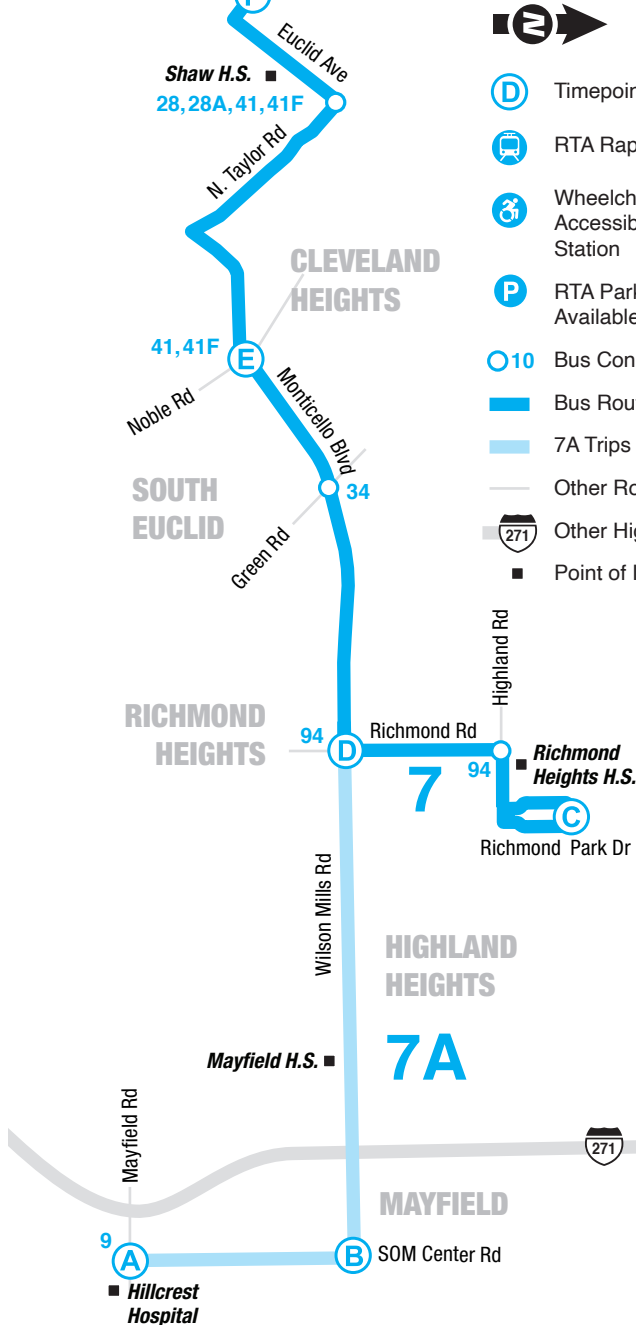 Euclid Ave
Shaw H.S.
28, 28A, 41, 41F
N. Taylor Rd
CLEVELAND
HEIGHTS
41, 41F
E
Noble Rd
Monticello Blvd
SOUTH
EUCLID
34
Green Rd
RICHMOND
HEIGHTS
94
D
Richmond Rd
Highland Rd
94
Richmond
Heights H.S.
7
C
Richmond Park Dr
Wilson Mills Rd
HIGHLAND
HEIGHTS
Mayfield H.S.
7A
Mayfield Rd
271
MAYFIELD
9
A
B
SOM Center Rd
Hillcrest
Hospital
N
D
Timepoin
RTA Rap
Wheelch
Accessib
Station
P
RTA Park
Available
10
Bus Con
Bus Rout
7A Trips
Other Ro
271
Other Hig
Point of